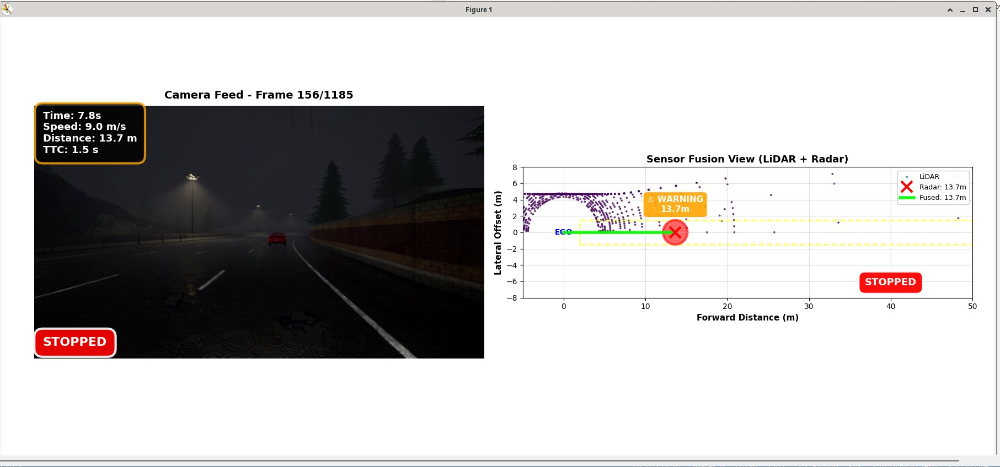 Figure 1
Camera Feed - Frame 156/1185
Time: 7.8s
Speed: 9.0 m/s
Distance: 13.7 m
TTC: 1.5 s
STOPPED
Sensor Fusion View (LiDAR + Radar)
Lateral Offset (m)
8
6
4
2
0
−2
−4
−6
−8
LiDAR
Radar: 13.7m
Fused: 13.7m
⚠ WARNING
13.7m
EGO
STOPPED
0 10 20 30 40 50
Forward Distance (m)